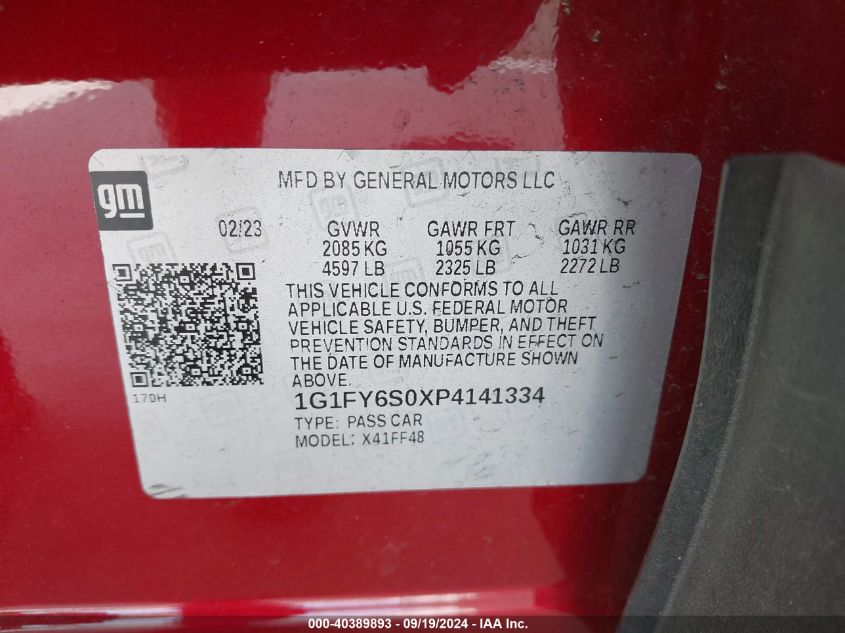 gm
MFD BY GENERAL MOTORS LLC
02/23 GVWR GAWR FRT GAWR RR
2085 KG 1055 KG 1031 KG
4597 LB 2325 LB 2272 LB
THIS VEHICLE CONFORMS TO ALL
APPLICABLE U.S. FEDERAL MOTOR
VEHICLE SAFETY, BUMPER, AND THEFT
PREVENTION STANDARDS IN EFFECT ON
THE DATE OF MANUFACTURE SHOWN
ABOVE.
17DH
1G1FY6S0XP4141334
TYPE: PASS CAR
MODEL: X41FF48
000-40389893 - 09/19/2024 - IAA Inc.